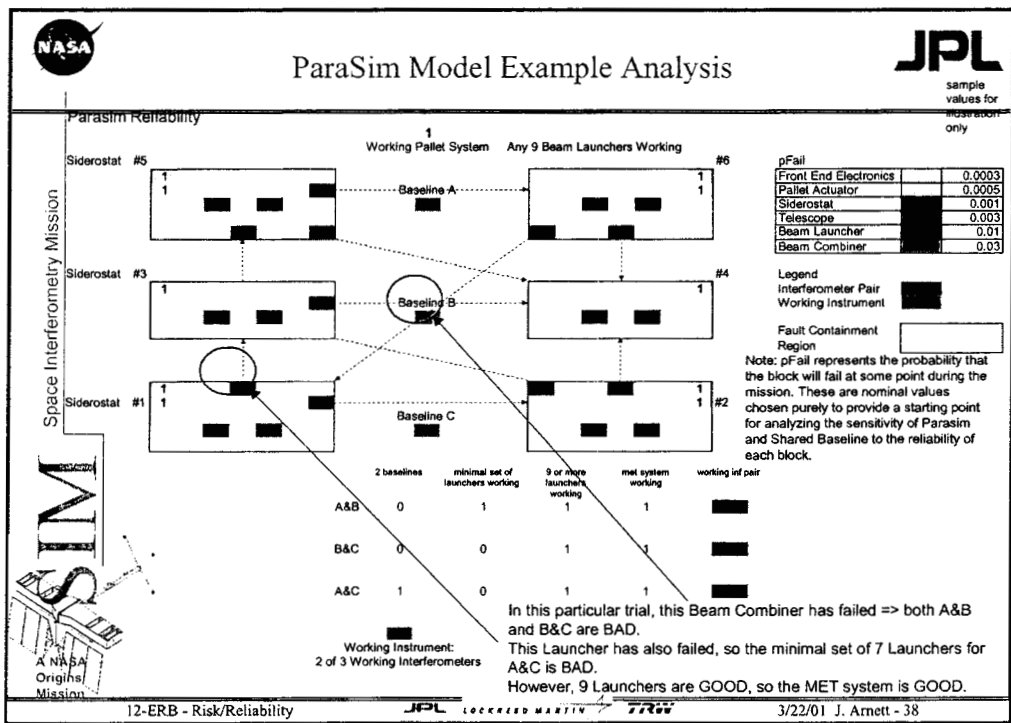 NASA
ParaSim Model Example Analysis
JPL
sample
values for
illustration
only
Parasim Reliability
1
Working Pallet System
Any 9 Beam Launchers Working
Siderostat #5
1
1
Baseline A
#6
1
1
Siderostat #3
1
Baseline B
#4
1
Siderostat #1
1
1
Baseline C
#2
1
1
pFail
Front End Electronics 0.0003
Pallet Actuator 0.0005
Siderostat 0.001
Telescope 0.003
Beam Launcher 0.01
Beam Combiner 0.03
Legend
Interferometer Pair
Working Instrument
Fault Containment
Region
Note: pFail represents the probability that
the block will fail at some point during the
mission. These are nominal values
chosen purely to provide a starting point
for analyzing the sensitivity of Parasim
and Shared Baseline to the reliability of
each block.
Space Interferometry Mission
SIM
A NASA
Origins
Mission
2 baselines minimal set of launchers working 9 or more launchers working met system working working inf pair
A&B 0 1 1 1
B&C 0 0 1 1
A&C 1 0 1 1
Working Instrument:
2 of 3 Working Interferometers
In this particular trial, this Beam Combiner has failed => both A&B
and B&C are BAD.
This Launcher has also failed, so the minimal set of 7 Launchers for
A&C is BAD.
However, 9 Launchers are GOOD, so the MET system is GOOD.
12-ERB - Risk/Reliability
JPL LOCKHEED MARTIN TRW
3/22/01 J. Arnett - 38